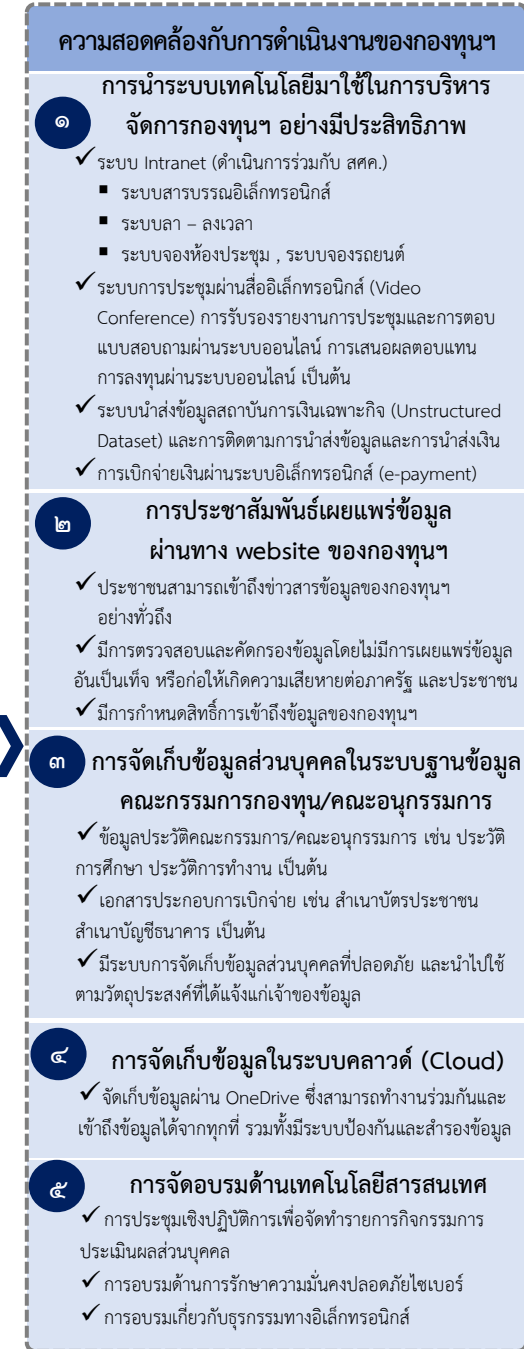 ความสอดคล้องกับการดำเนินงานของกองทุนฯ
๑
การนำระบบเทคโนโลยีมาใช้ในการบริหาร
จัดการกองทุนฯ อย่างมีประสิทธิภาพ
✓ระบบ Intranet (ดำเนินการร่วมกับ สศค.)
▪ ระบบสารบรรณอิเล็กทรอนิกส์
▪ ระบบลา – ลงเวลา
▪ ระบบจองห้องประชุม , ระบบจองรถยนต์
✓ระบบการประชุมผ่านสื่ออิเล็กทรอนิกส์ (Video
Conference) การรับรองรายงานการประชุมและการตอบ
แบบสอบถามผ่านระบบออนไลน์ การเสนอผลตอบแทน
การลงทุนผ่านระบบออนไลน์ เป็นต้น
✓ระบบนำส่งข้อมูลสถาบันการเงินเฉพาะกิจ (Unstructured
Dataset) และการติดตามการนำส่งข้อมูลและการนำส่งเงิน
✓การเบิกจ่ายเงินผ่านระบบอิเล็กทรอนิกส์ (e-payment)
๒
การประชาสัมพันธ์เผยแพร่ข้อมูล
ผ่านทาง website ของกองทุนฯ
✓ประชาชนสามารถเข้าถึงข่าวสารข้อมูลของกองทุนฯ
อย่างทั่วถึง
✓มีการตรวจสอบและคัดกรองข้อมูลโดยไม่มีการเผยแพร่ข้อมูล
อันเป็นเท็จ หรือก่อให้เกิดความเสียหายต่อภาครัฐ และประชาชน
✓มีการกำหนดสิทธิ์การเข้าถึงข้อมูลของกองทุนฯ
๓
การจัดเก็บข้อมูลส่วนบุคคลในระบบฐานข้อมูล
คณะกรรมการกองทุน/คณะอนุกรรมการ
✓ข้อมูลประวัติคณะกรรมการ/คณะอนุกรรมการ เช่น ประวัติ
การศึกษา ประวัติการทำงาน เป็นต้น
✓เอกสารประกอบการเบิกจ่าย เช่น สำเนาบัตรประชาชน
สำเนาบัญชีธนาคาร เป็นต้น
✓มีระบบการจัดเก็บข้อมูลส่วนบุคคลที่ปลอดภัย และนำไปใช้
ตามวัตถุประสงค์ที่ได้แจ้งแก่เจ้าของข้อมูล
๔
การจัดเก็บข้อมูลในระบบคลาวด์ (Cloud)
✓จัดเก็บข้อมูลผ่าน OneDrive ซึ่งสามารถทำงานร่วมกันและ
เข้าถึงข้อมูลได้จากทุกที่ รวมทั้งมีระบบป้องกันและสำรองข้อมูล
๕
การจัดอบรมด้านเทคโนโลยีสารสนเทศ
✓ การประชุมเชิงปฏิบัติการเพื่อจัดทำรายการกิจกรรมการ
ประเมินผลส่วนบุคคล
✓ การอบรมด้านการรักษาความมั่นคงปลอดภัยไซเบอร์
✓ การอบรมเกี่ยวกับธุรกรรมทางอิเล็กทรอนิกส์